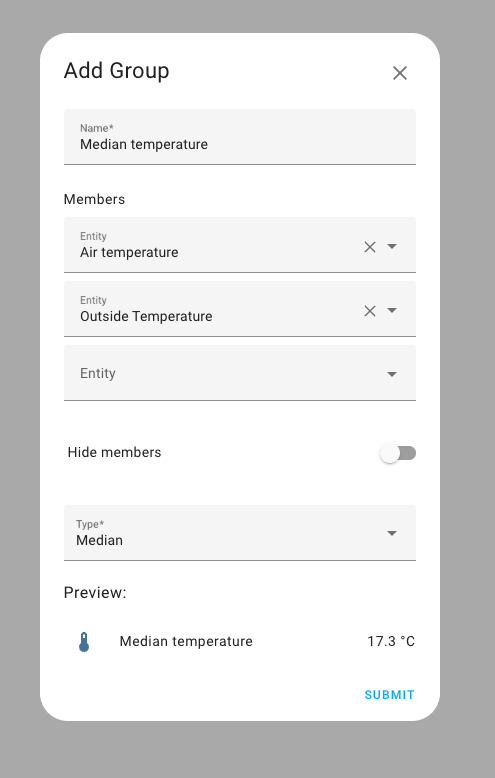 Add Group
Name*
Median temperature
Members
Entity
Air temperature
Entity
Outside Temperature
Entity
Hide members
Type*
Median
Preview:
Median temperature 17.3 °C
SUBMIT